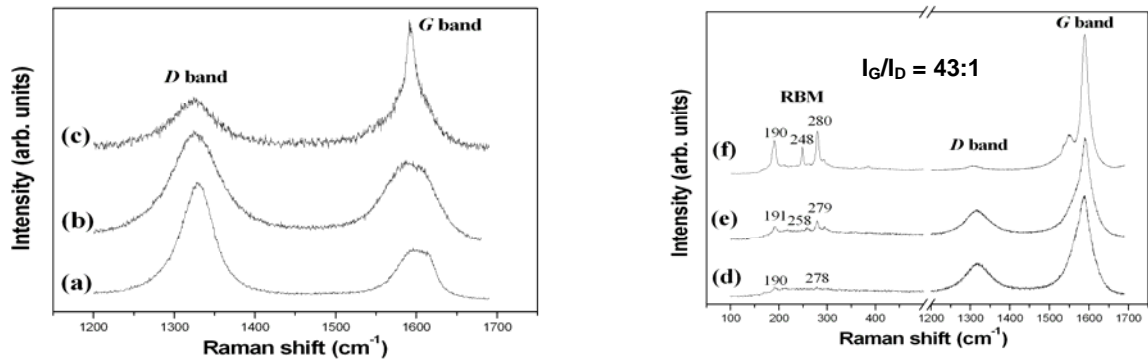 G band
D band
(c)
(b)
(a)
Intensity (arb. units)
1200 1300 1400 1500 1600 1700
Raman shift (cm⁻¹)
G band
I_G/I_D = 43:1
RBM
190 248 280
D band
(f)
191 258 279
(e)
190 278
(d)
Intensity (arb. units)
100 200 300 400 1200 1300 1400 1500 1600 1700
Raman shift (cm⁻¹)